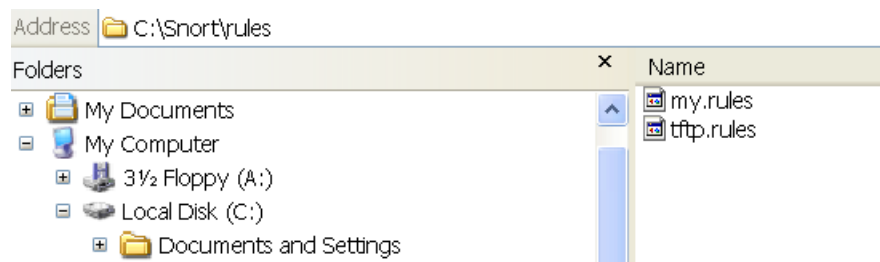 Address C:\Snort\rules
Folders × Name
My Documents
my.rules
tftp.rules
My Computer
3½ Floppy (A:)
Local Disk (C:)
Documents and Settings